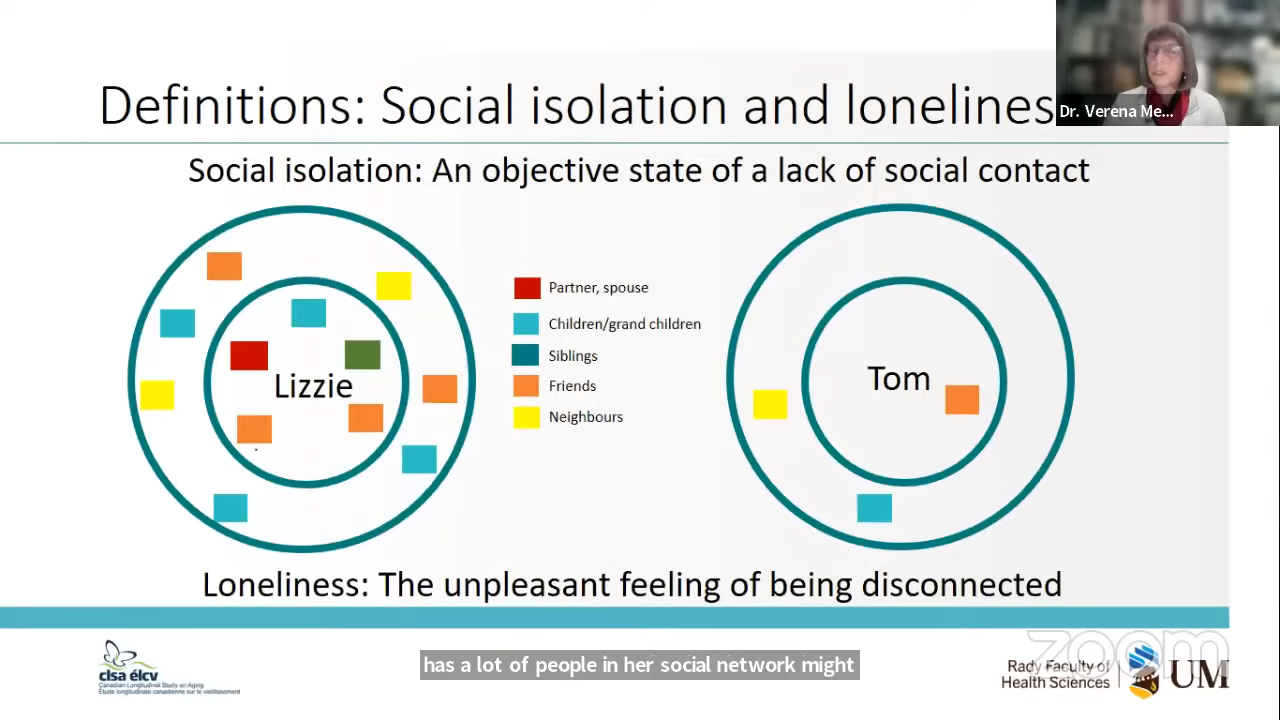 Definitions: Social isolation and lonelines
Dr. Verena Me...
Social isolation: An objective state of a lack of social contact
Partner, spouse
Children/grand children
Siblings
Friends
Neighbours
Lizzie
Tom
Loneliness: The unpleasant feeling of being disconnected
zoom
has a lot of people in her social network might
clsa élcv
Canadian Longitudinal Study on Aging
Étude longitudinale canadienne sur le vieillissement
Rady Faculty of
Health Sciences
UM